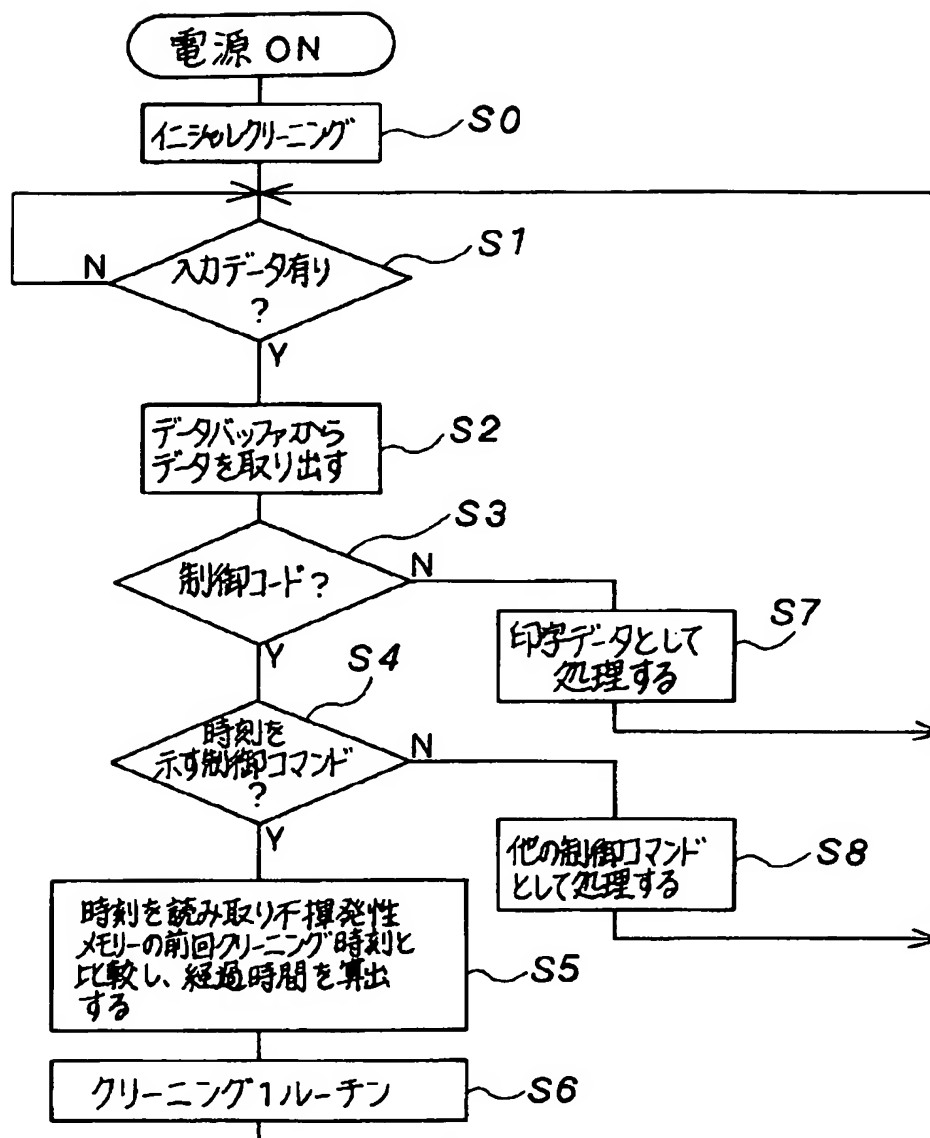 電源 ON
イニシャルクリーニング
S0
S1
入力データ有り
?
N
Y
データバッファから
データを取り出す
S2
S3
制御コード?
N
Y
印字データとして
処理する
S7
S4
時刻を
示す制御コマンド
?
N
Y
他の制御コマンド
として処理する
S8
時刻を読み取り不揮発性
メモリーの前回クリーニング時刻と
比較し、経過時間を算出
する
S5
クリーニング1ルーチン
S6